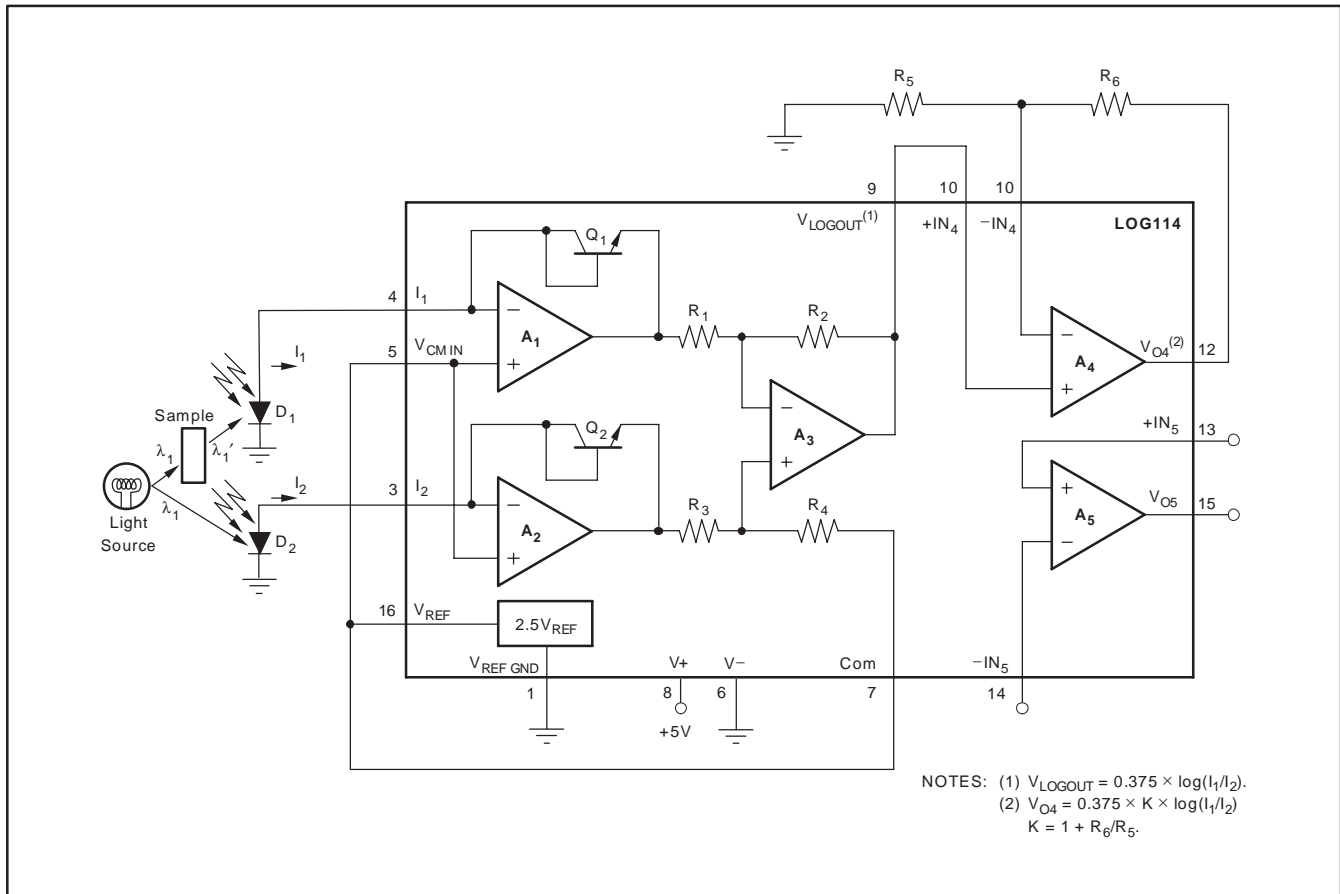 R5
R6
9
10
10
VLOGOUT(1)
+IN4
−IN4
LOG114
Q1
4
I1
R1
R2
A1
VO4(2)
12
A4
5
VCM IN
I1
D1
Sample
+IN5
13
Q2
A3
λ1
λ1′
I2
3
I2
R3
R4
A5
VO5
15
A2
λ1
Light
Source
D2
16
VREF
2.5VREF
VREF GND
V+
V−
Com
−IN5
1
8
6
7
14
+5V
NOTES: (1) VLOGOUT = 0.375 × log(I1/I2).
(2) VO4 = 0.375 × K × log(I1/I2)
K = 1 + R6/R5.